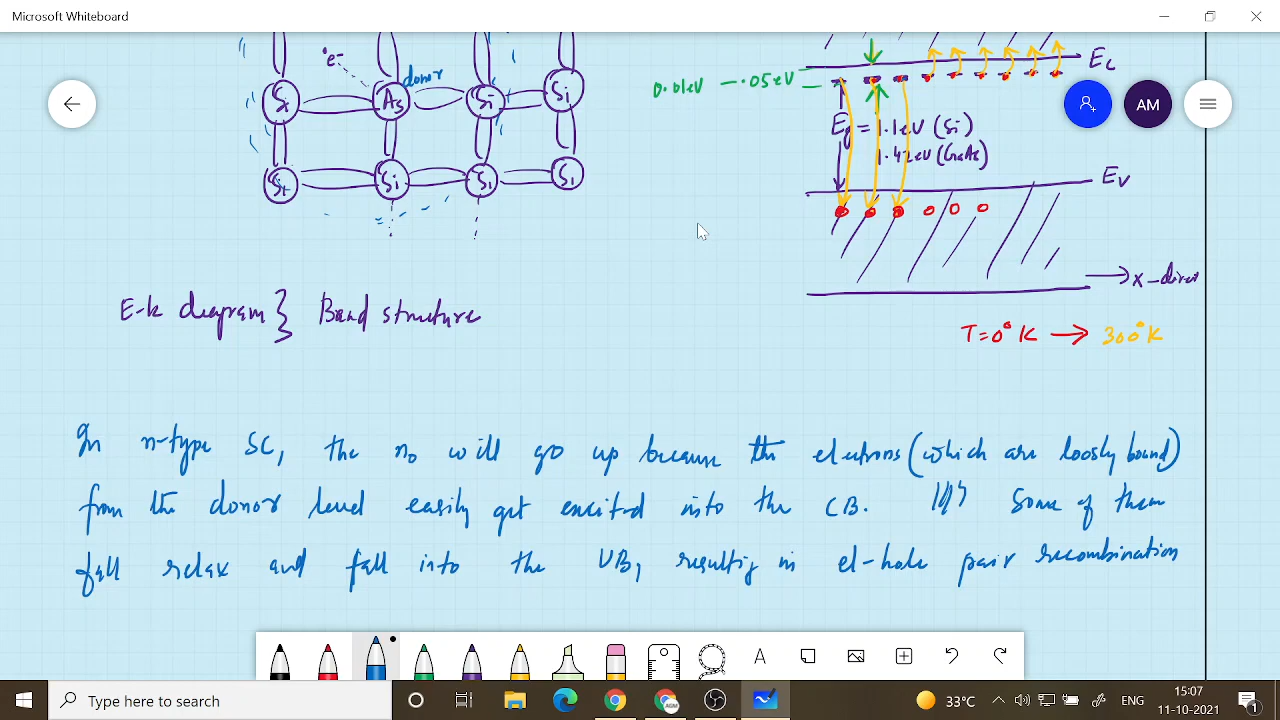 Microsoft Whiteboard
e-
donor
Si As Si Si
Si Si Si Si
0.01eV - .05eV
Ec
Eg = 1.1eV (Si)
1.42eV (GaAs)
Ev
x-direc
AM
E-k diagram } Band structure
T=0°K → 300°K
In n-type SC, the n₀ will go up because the electrons (which are loosly bound)
from the donor level easily get excited into the CB. Some of them
fall relax and fall into the VB, resulting in el-hole pair recombination
A
Type here to search
AGM
33°C
ENG
15:07
11-10-2021
1